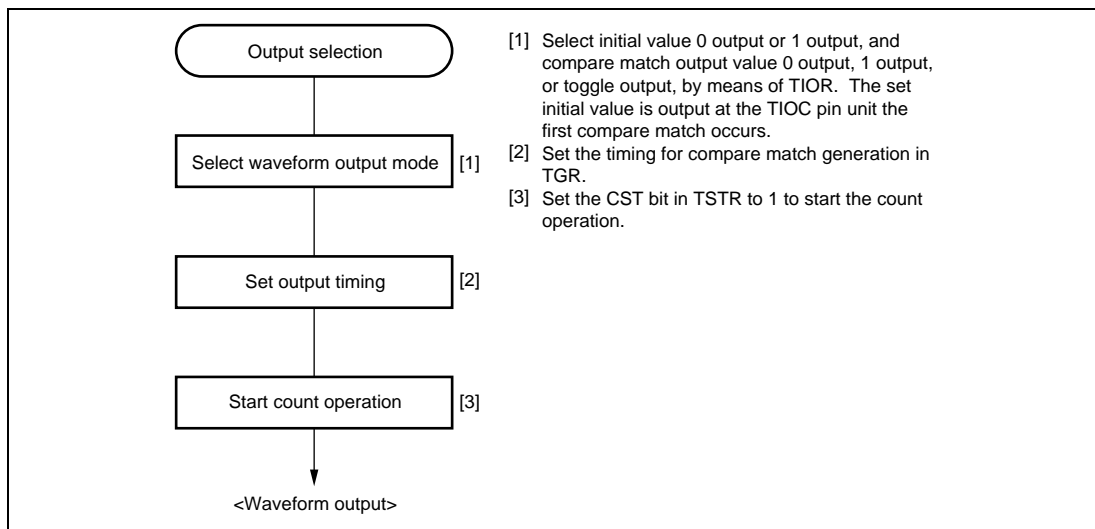 Output selection
Select waveform output mode [1]
Set output timing [2]
Start count operation [3]
<Waveform output>
[1] Select initial value 0 output or 1 output, and
compare match output value 0 output, 1 output,
or toggle output, by means of TIOR. The set
initial value is output at the TIOC pin unit the
first compare match occurs.
[2] Set the timing for compare match generation in
TGR.
[3] Set the CST bit in TSTR to 1 to start the count
operation.